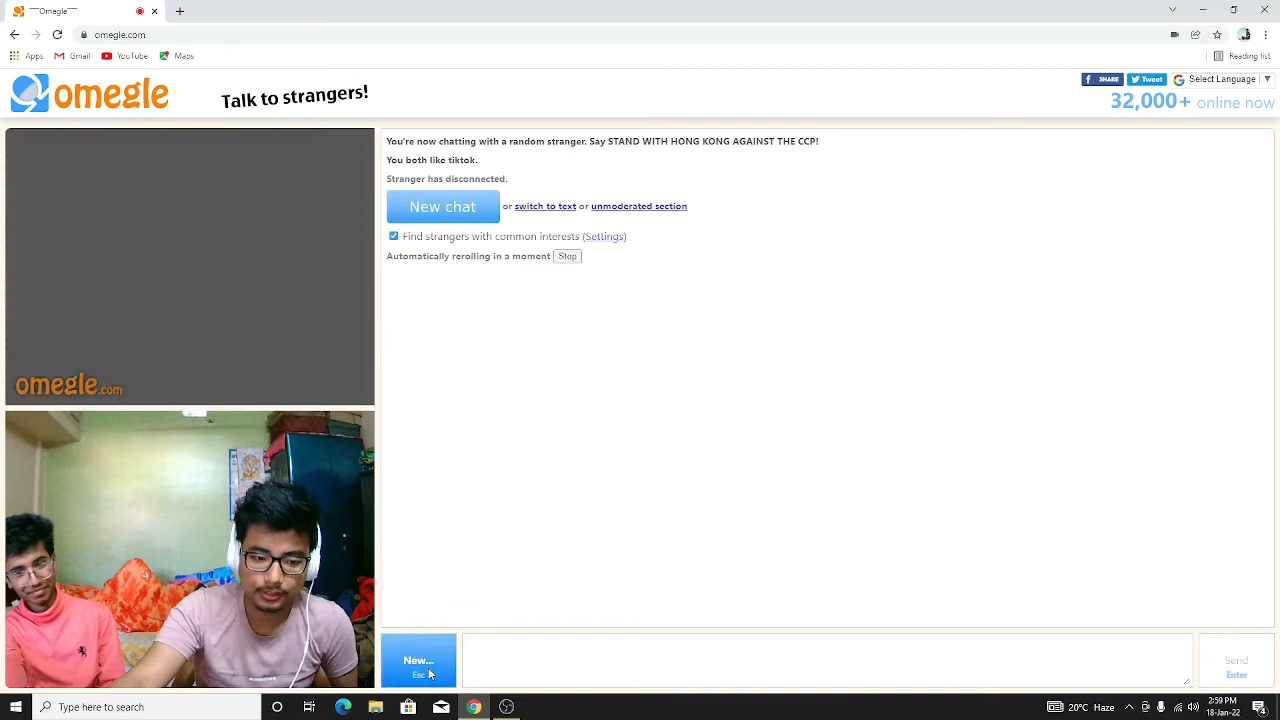 Omegle
omegle.com
Apps Gmail YouTube Maps Reading list
omegle Talk to strangers! SHARE Tweet Select Language
32,000+ online now
You're now chatting with a random stranger. Say STAND WITH HONG KONG AGAINST THE CCP!
You both like tiktok.
Stranger has disconnected.
New chat or switch to text or unmoderated section
Find strangers with common interests (Settings)
Automatically rerolling in a moment Stop
omegle.com
New...
Esc
Send
Enter
Type here to search
20°C Haze
2:59 PM